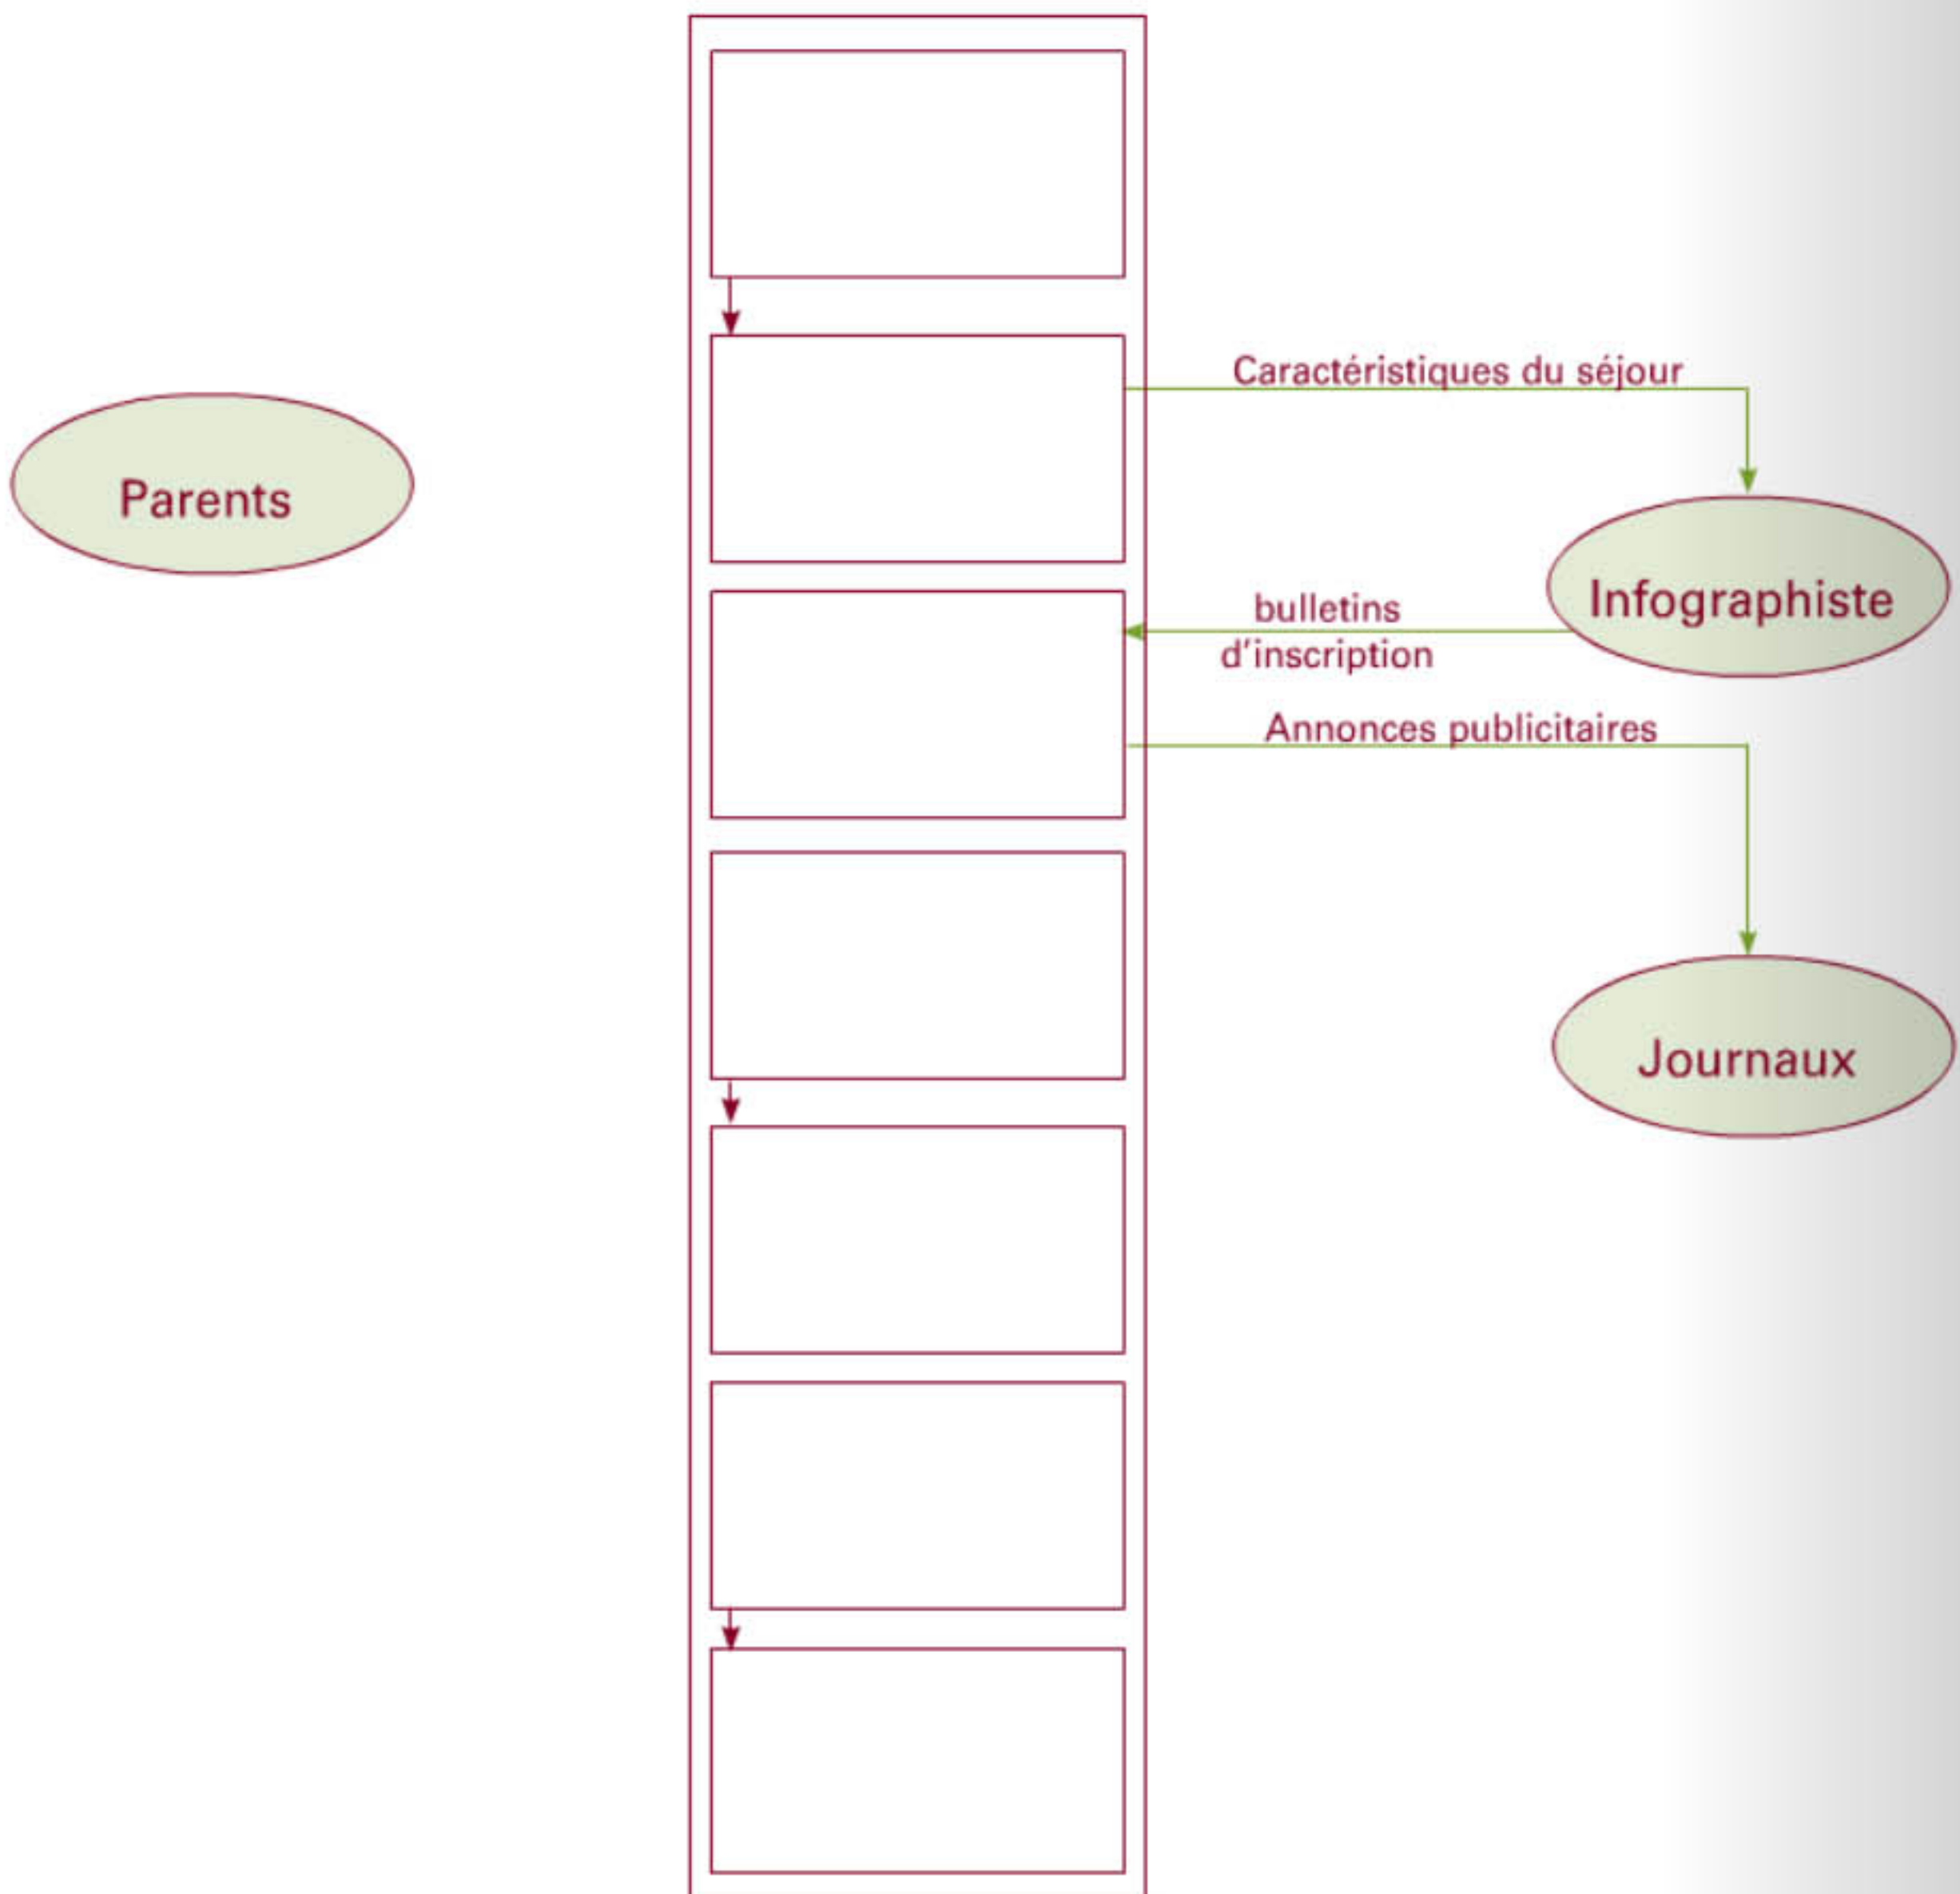 Caractéristiques du séjour
Parents
Infographiste
bulletins
d'inscription
Annonces publicitaires
Journaux